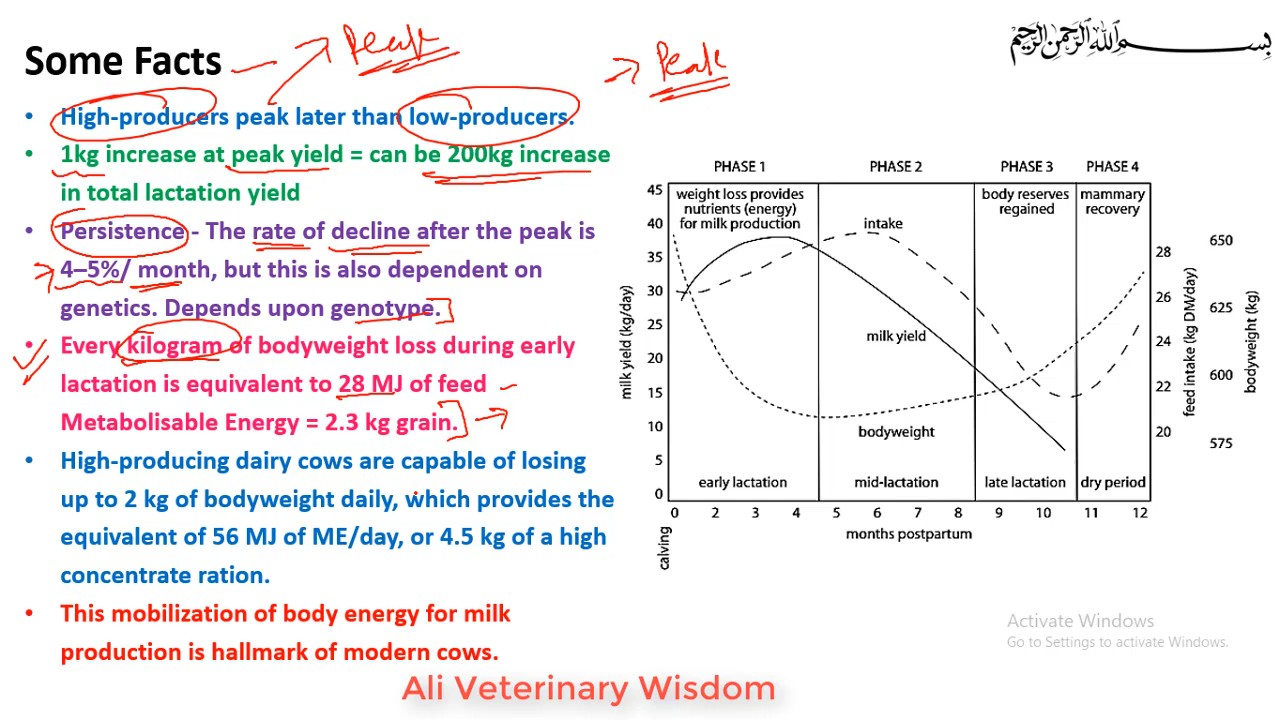 بِسْمِ اللهِ الرَّحْمٰنِ الرَّحِيْمِ
Some Facts
Peak
Peak
• High-producers peak later than low-producers.
• 1kg increase at peak yield = can be 200kg increase
in total lactation yield
• Persistence - The rate of decline after the peak is
4–5%/ month, but this is also dependent on
genetics. Depends upon genotype.
• Every kilogram of bodyweight loss during early
lactation is equivalent to 28 MJ of feed
Metabolisable Energy = 2.3 kg grain.
• High-producing dairy cows are capable of losing
up to 2 kg of bodyweight daily, which provides the
equivalent of 56 MJ of ME/day, or 4.5 kg of a high
concentrate ration.
• This mobilization of body energy for milk
production is hallmark of modern cows.
PHASE 1 PHASE 2 PHASE 3 PHASE 4
weight loss provides
nutrients (energy)
for milk production
body reserves
regained
mammary
recovery
intake
milk yield
bodyweight
early lactation mid-lactation late lactation dry period
45
40
35
30
25
20
15
10
5
0
milk yield (kg/day)
28
26
24
22
20
feed intake (kg DM/day)
650
625
600
575
bodyweight (kg)
0 2 3 4 5 6 7 8 9 10 11 12
calving
months postpartum
Activate Windows
Go to Settings to activate Windows.
Ali Veterinary Wisdom